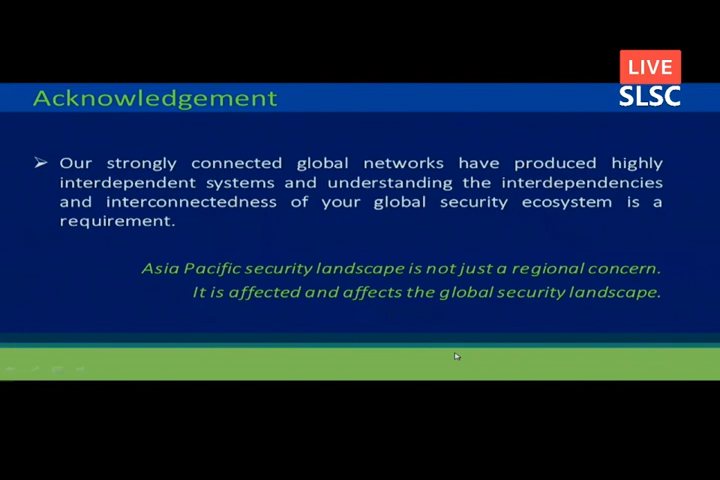 LIVE
SLSC
Acknowledgement
➢ Our strongly connected global networks have produced highly
interdependent systems and understanding the interdependencies
and interconnectedness of your global security ecosystem is a
requirement.
Asia Pacific security landscape is not just a regional concern.
It is affected and affects the global security landscape.